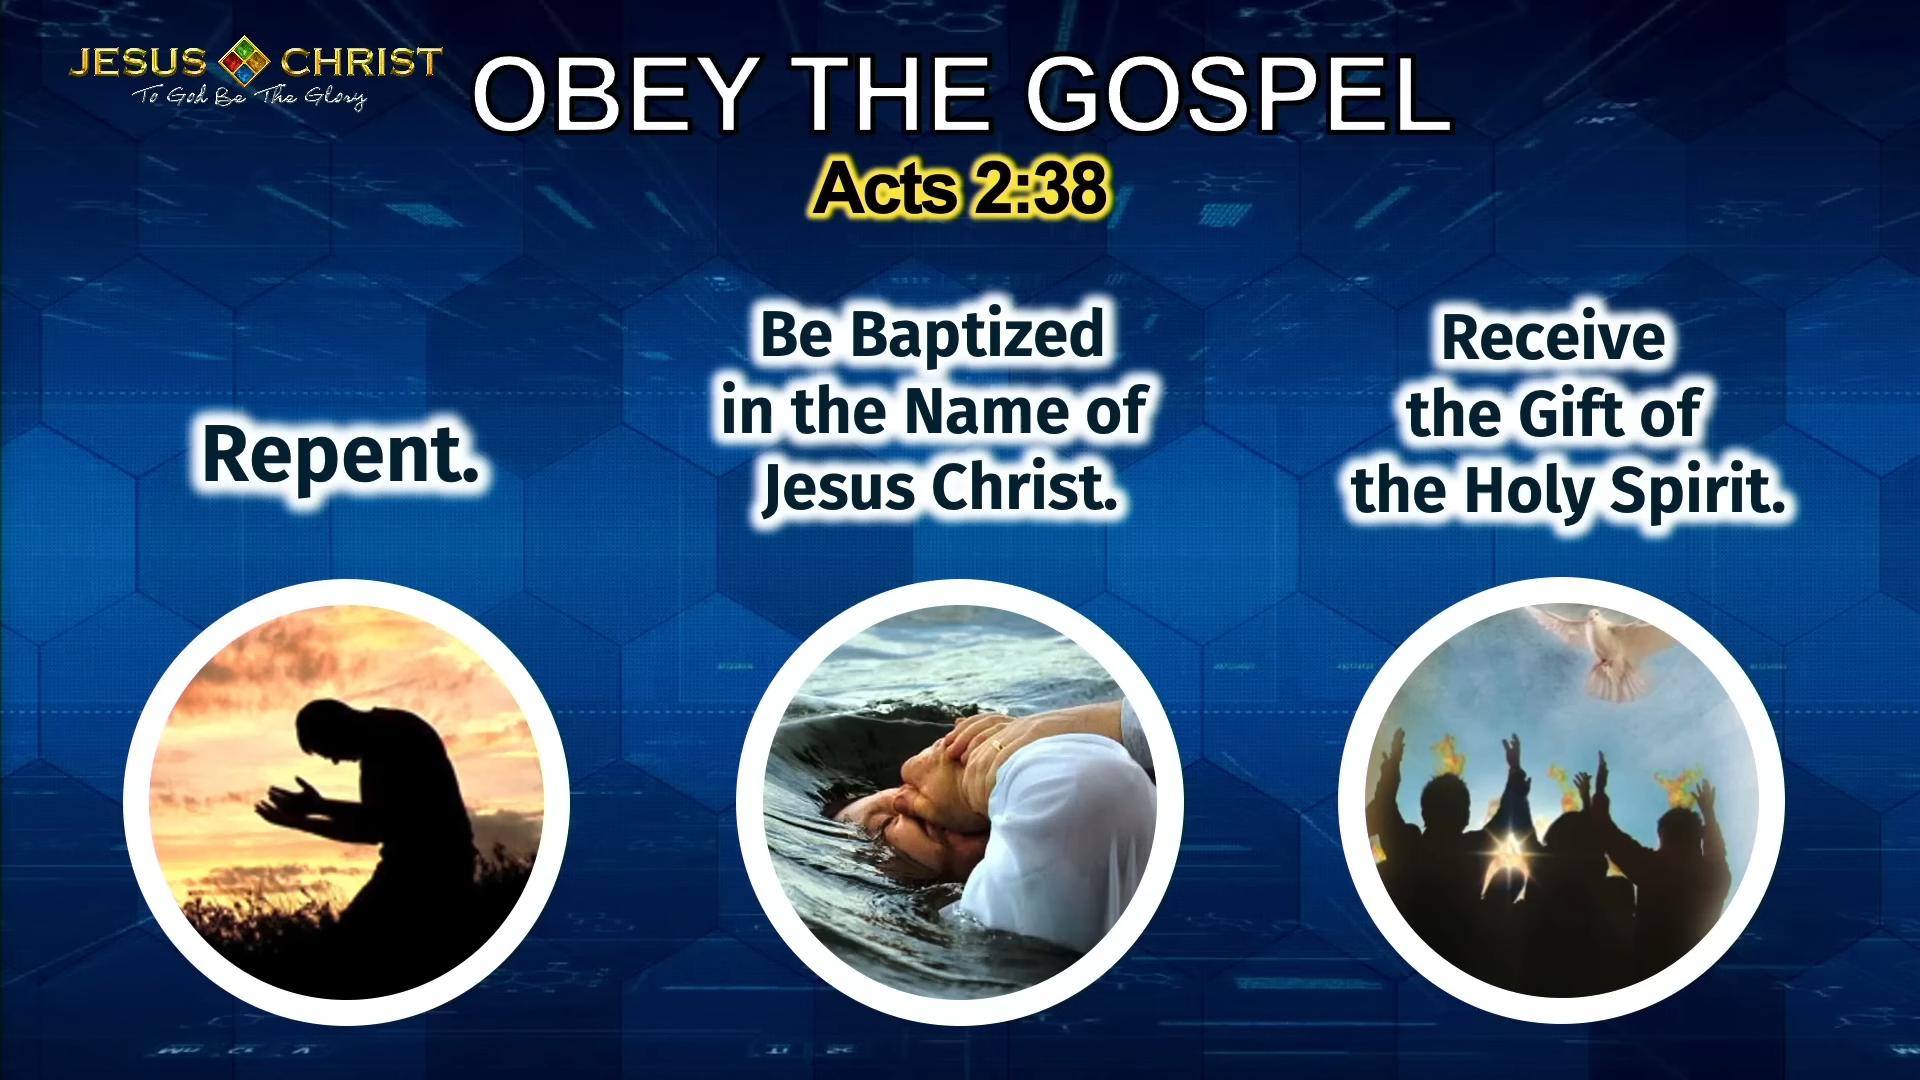 JESUS CHRIST
To God Be The Glory
OBEY THE GOSPEL
Acts 2:38
Repent.
Be Baptized
in the Name of
Jesus Christ.
Receive
the Gift of
the Holy Spirit.